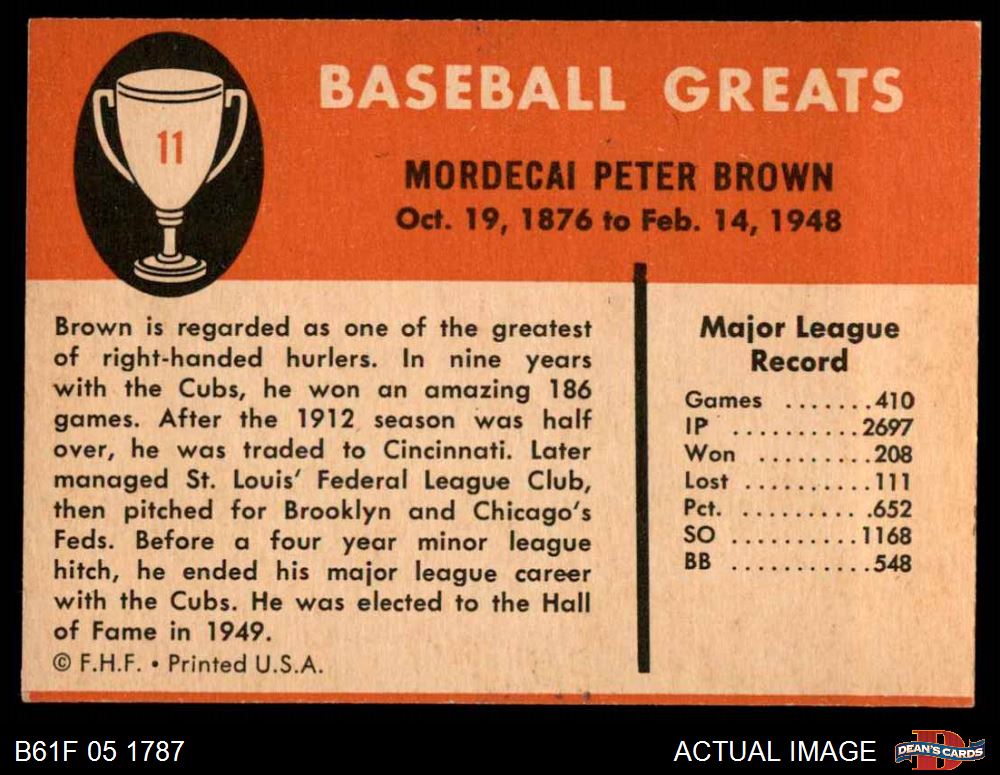 11
BASEBALL GREATS
MORDECAI PETER BROWN
Oct. 19, 1876 to Feb. 14, 1948
Brown is regarded as one of the greatest
of right-handed hurlers. In nine years
with the Cubs, he won an amazing 186
games. After the 1912 season was half
over, he was traded to Cincinnati. Later
managed St. Louis' Federal League Club,
then pitched for Brooklyn and Chicago's
Feds. Before a four year minor league
hitch, he ended his major league career
with the Cubs. He was elected to the Hall
of Fame in 1949.
© F.H.F. • Printed U.S.A.
Major League
Record
Games .......410
IP ..........2697
Won .........208
Lost ..........111
Pct. ...........652
SO ..........1168
BB ...........548
B61F 05 1787
ACTUAL IMAGE
D
DEAN'S CARDS